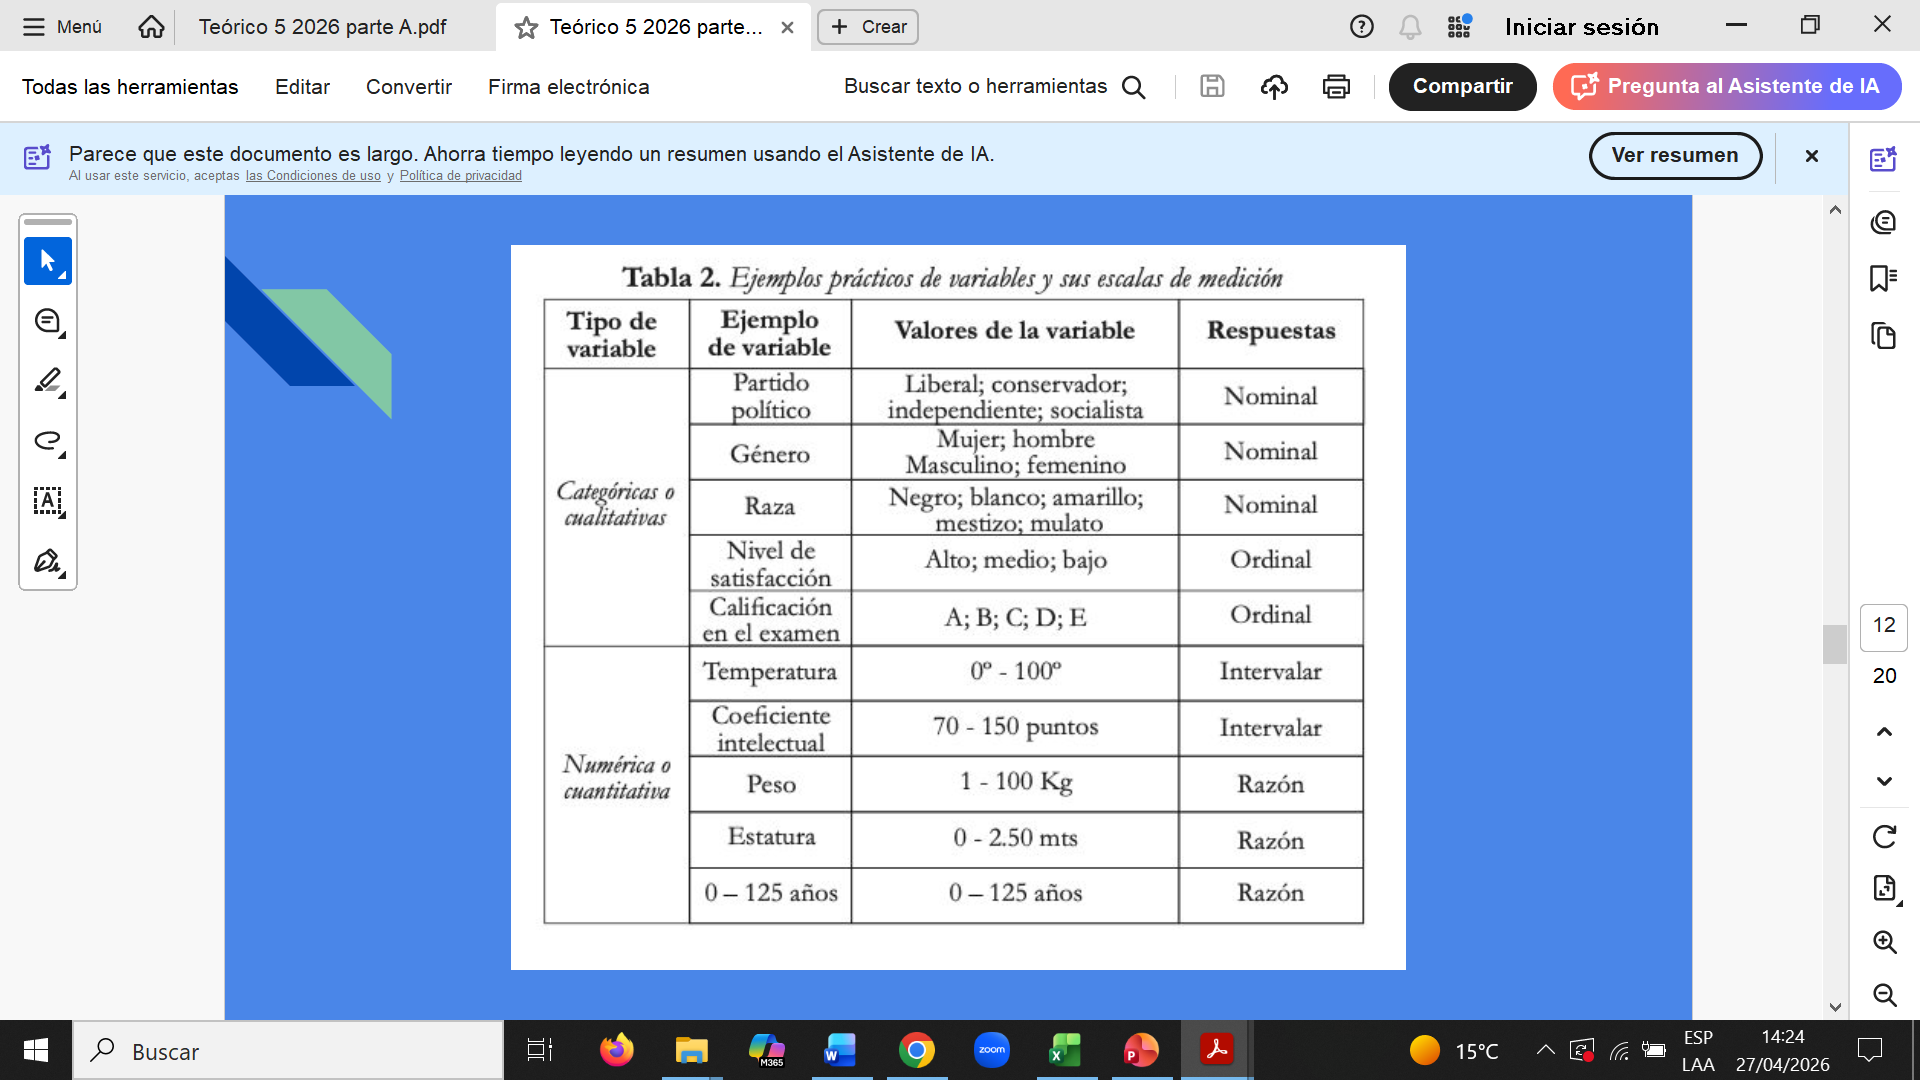 Menú
Teórico 5 2026 parte A.pdf
Teórico 5 2026 parte...
Crear
Iniciar sesión
Todas las herramientas
Editar
Convertir
Firma electrónica
Buscar texto o herramientas
Compartir
Pregunta al Asistente de IA
Parece que este documento es largo. Ahorra tiempo leyendo un resumen usando el Asistente de IA.
Al usar este servicio, aceptas las Condiciones de uso y Política de privacidad
Ver resumen
Tabla 2. Ejemplos prácticos de variables y sus escalas de medición
Tipo de
variable
Ejemplo
de variable
Valores de la variable
Respuestas
Categóricas o
cualitativas
Partido
político
Liberal; conservador;
independiente; socialista
Nominal
Género
Mujer; hombre
Masculino; femenino
Nominal
Raza
Negro; blanco; amarillo;
mestizo; mulato
Nominal
Nivel de
satisfacción
Alto; medio; bajo
Ordinal
Calificación
en el examen
A; B; C; D; E
Ordinal
Numérica o
cuantitativa
Temperatura
0º - 100º
Intervalar
Coeficiente
intelectual
70 - 150 puntos
Intervalar
Peso
1 - 100 Kg
Razón
Estatura
0 - 2.50 mts
Razón
0 – 125 años
0 – 125 años
Razón
12
20
Buscar
M365
W
zoom
X
P
15°C
ESP
LAA
14:24
27/04/2026